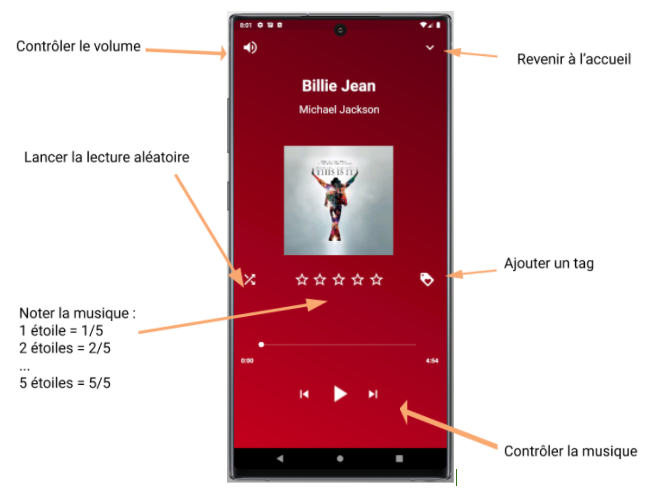 8:01
Contrôler le volume
Revenir à l'accueil
Billie Jean
Michael Jackson
Lancer la lecture aléatoire
THIS IS IT
Ajouter un tag
Noter la musique :
1 étoile = 1/5
2 étoiles = 2/5
...
5 étoiles = 5/5
0:00
4:54
Contrôler la musique